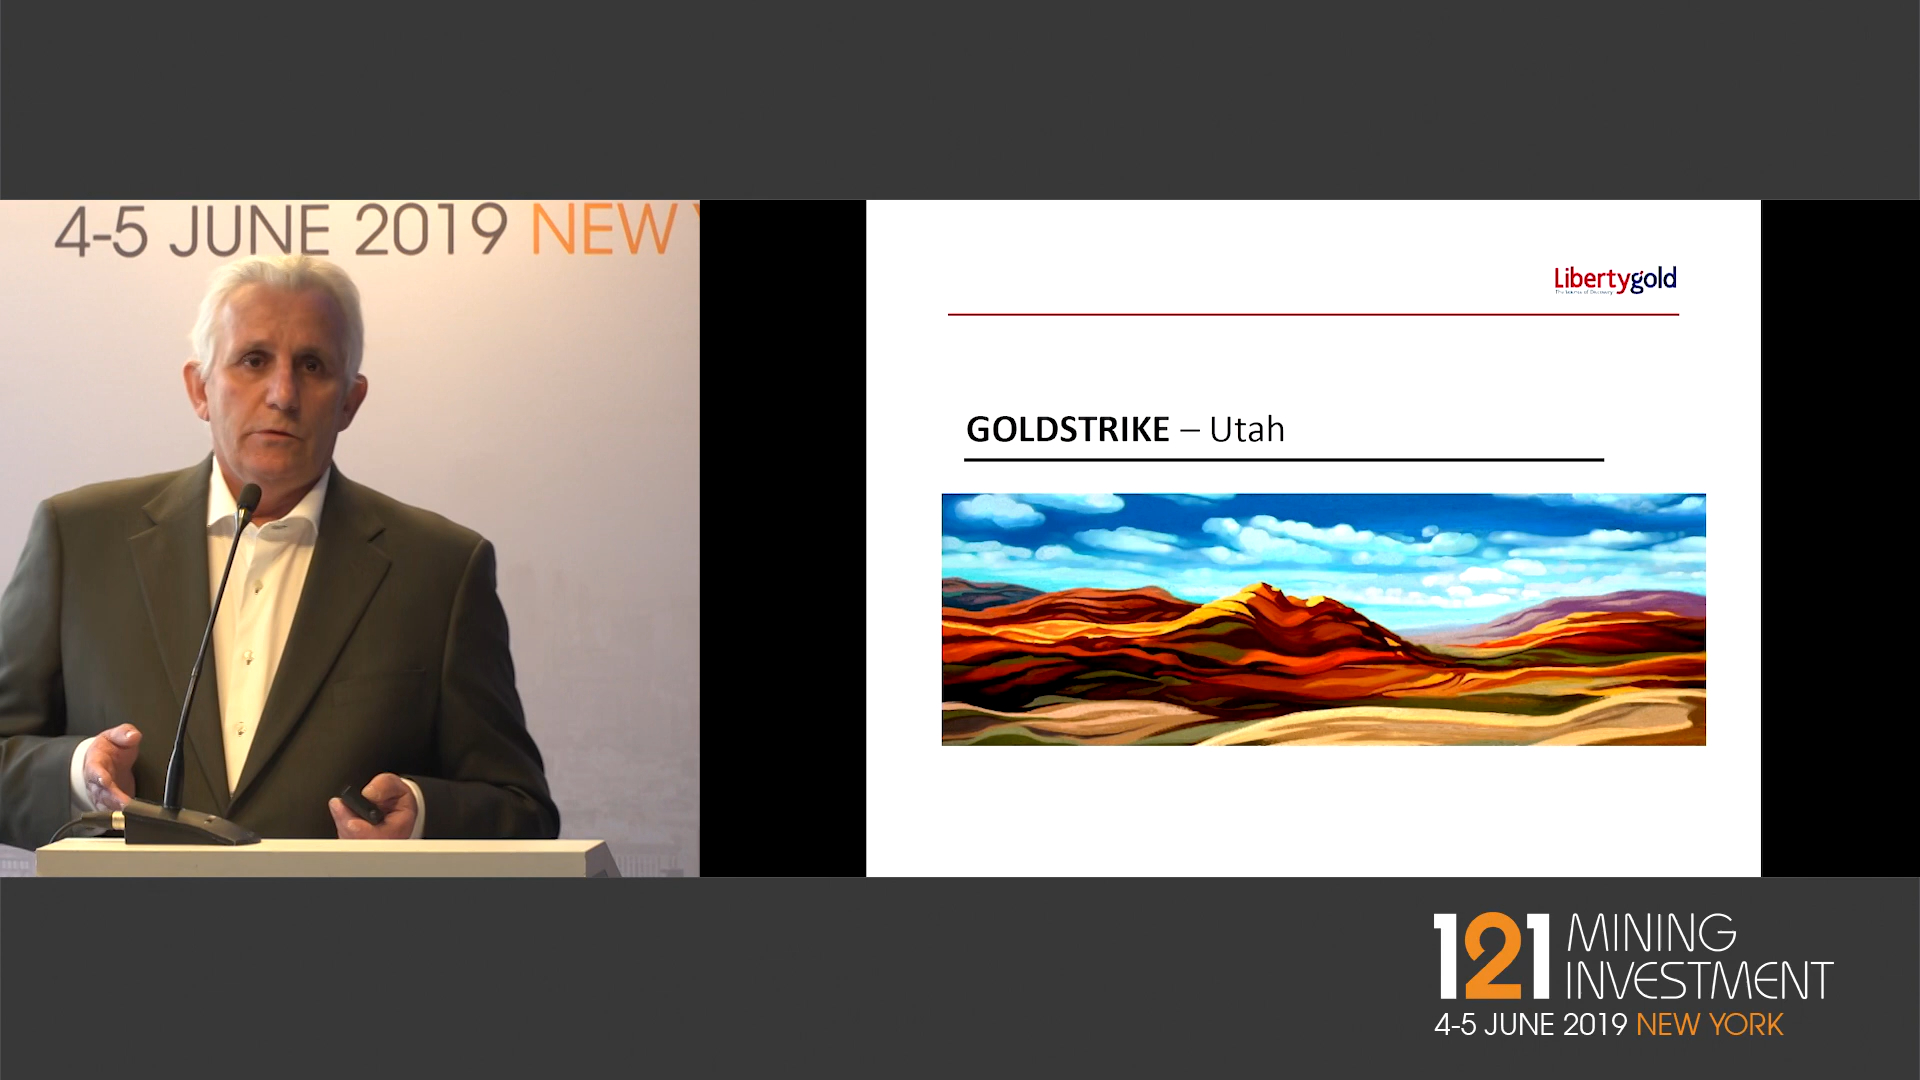 4-5 JUNE 2019 NEW
Libertygold
GOLDSTRIKE – Utah
121 MINING
INVESTMENT
4-5 JUNE 2019 NEW YORK